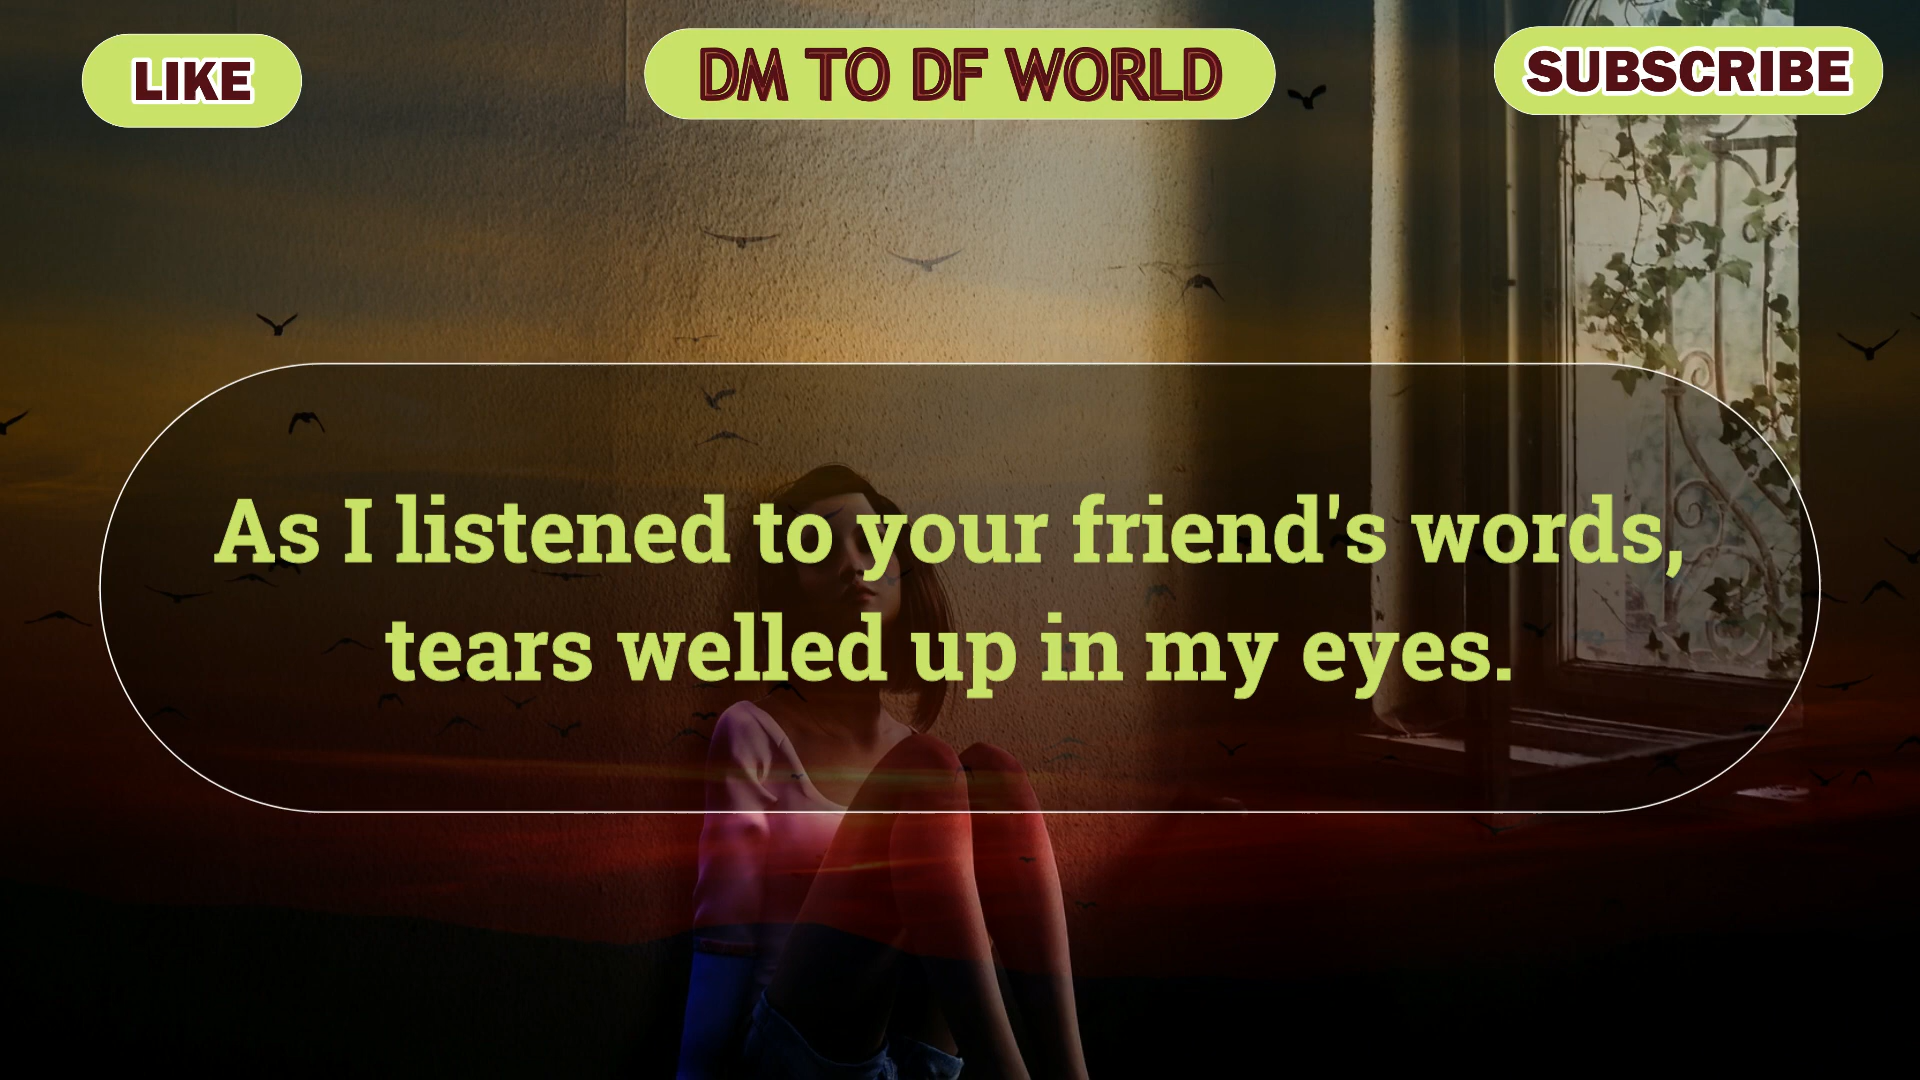 LIKE
DM TO DF WORLD
SUBSCRIBE
As I listened to your friend's words,
tears welled up in my eyes.